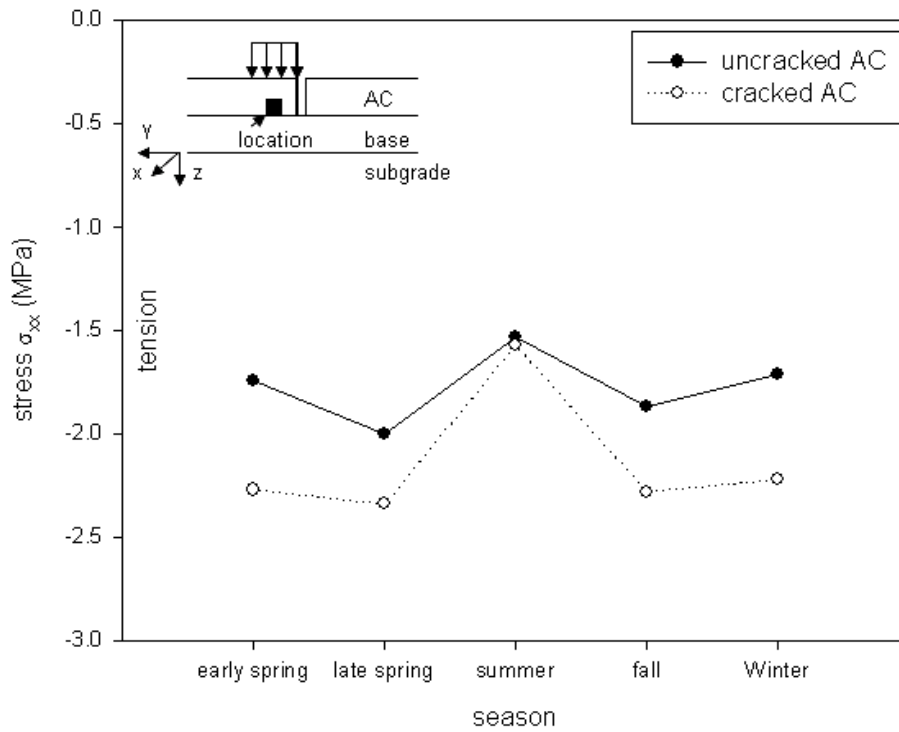 0.0
-0.5
-1.0
-1.5
-2.0
-2.5
-3.0
stress σxx (MPa)
tension
AC
location
base
subgrade
Y
x
z
uncracked AC
cracked AC
early spring
late spring
summer
fall
Winter
season